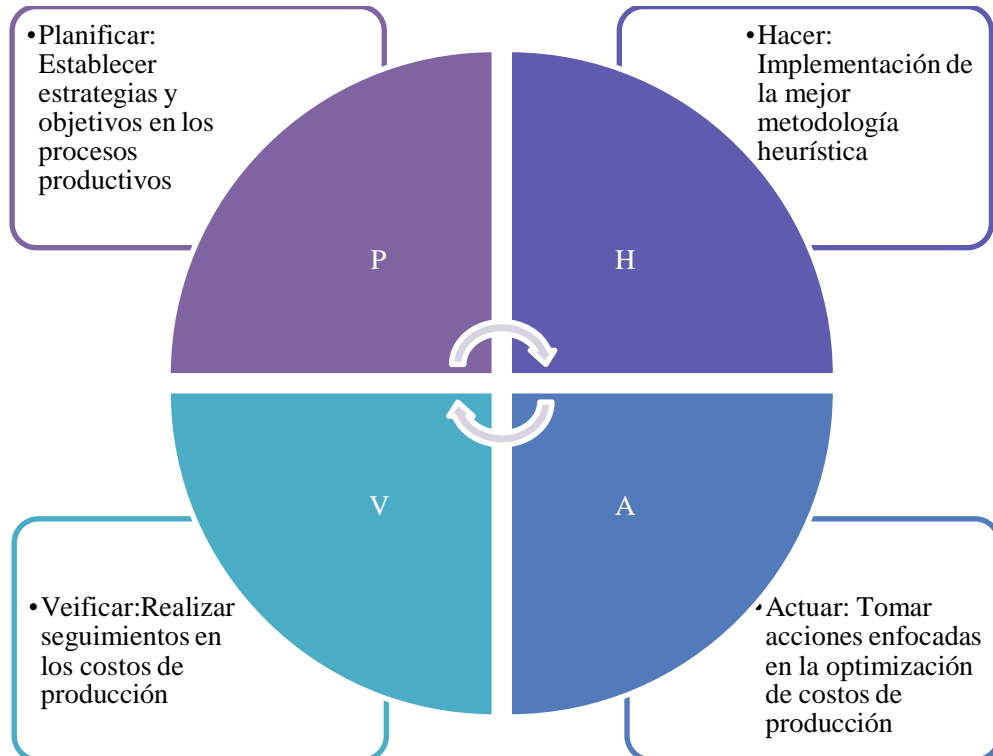 •Planificar:
Establecer
estrategias y
objetivos en los
procesos
productivos
•Hacer:
Implementación de
la mejor
metodología
heurística
P
H
V
A
•Veificar:Realizar
seguimientos en
los costos de
producción
•Actuar: Tomar
acciones enfocadas
en la optimización
de costos de
producción